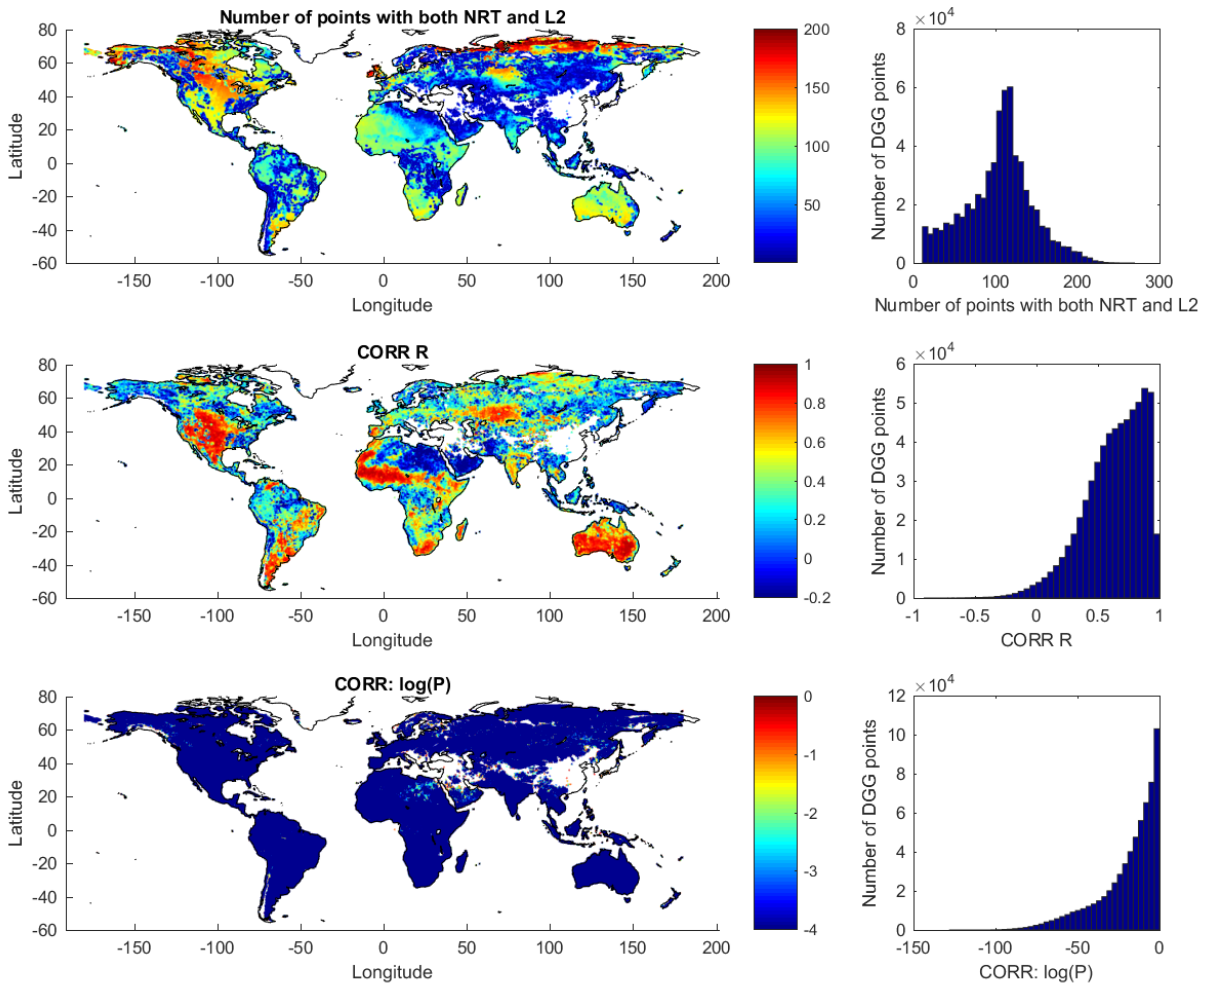 Number of points with both NRT and L2
80
60
40
20
0
-20
-40
-60
Latitude
-150 -100 -50 0 50 100 150 200
Longitude
200
150
100
50
×10^4
8
6
4
2
0
Number of DGG points
0 100 200 300
Number of points with both NRT and L2
CORR R
80
60
40
20
0
-20
-40
-60
Latitude
-150 -100 -50 0 50 100 150 200
Longitude
1
0.8
0.6
0.4
0.2
0
-0.2
×10^4
6
5
4
3
2
1
0
Number of DGG points
-1 -0.5 0 0.5 1
CORR R
CORR: log(P)
80
60
40
20
0
-20
-40
-60
Latitude
-150 -100 -50 0 50 100 150 200
Longitude
0
-1
-2
-3
-4
×10^4
12
10
8
6
4
2
0
Number of DGG points
-150 -100 -50 0
CORR: log(P)